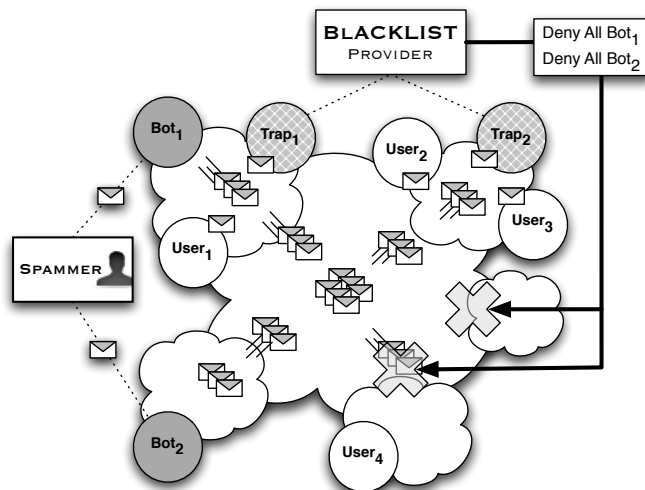 BLACKLIST
PROVIDER
Deny All Bot1
Deny All Bot2
Bot1
Trap1
User2
Trap2
User1
User3
SPAMMER
Bot2
User4